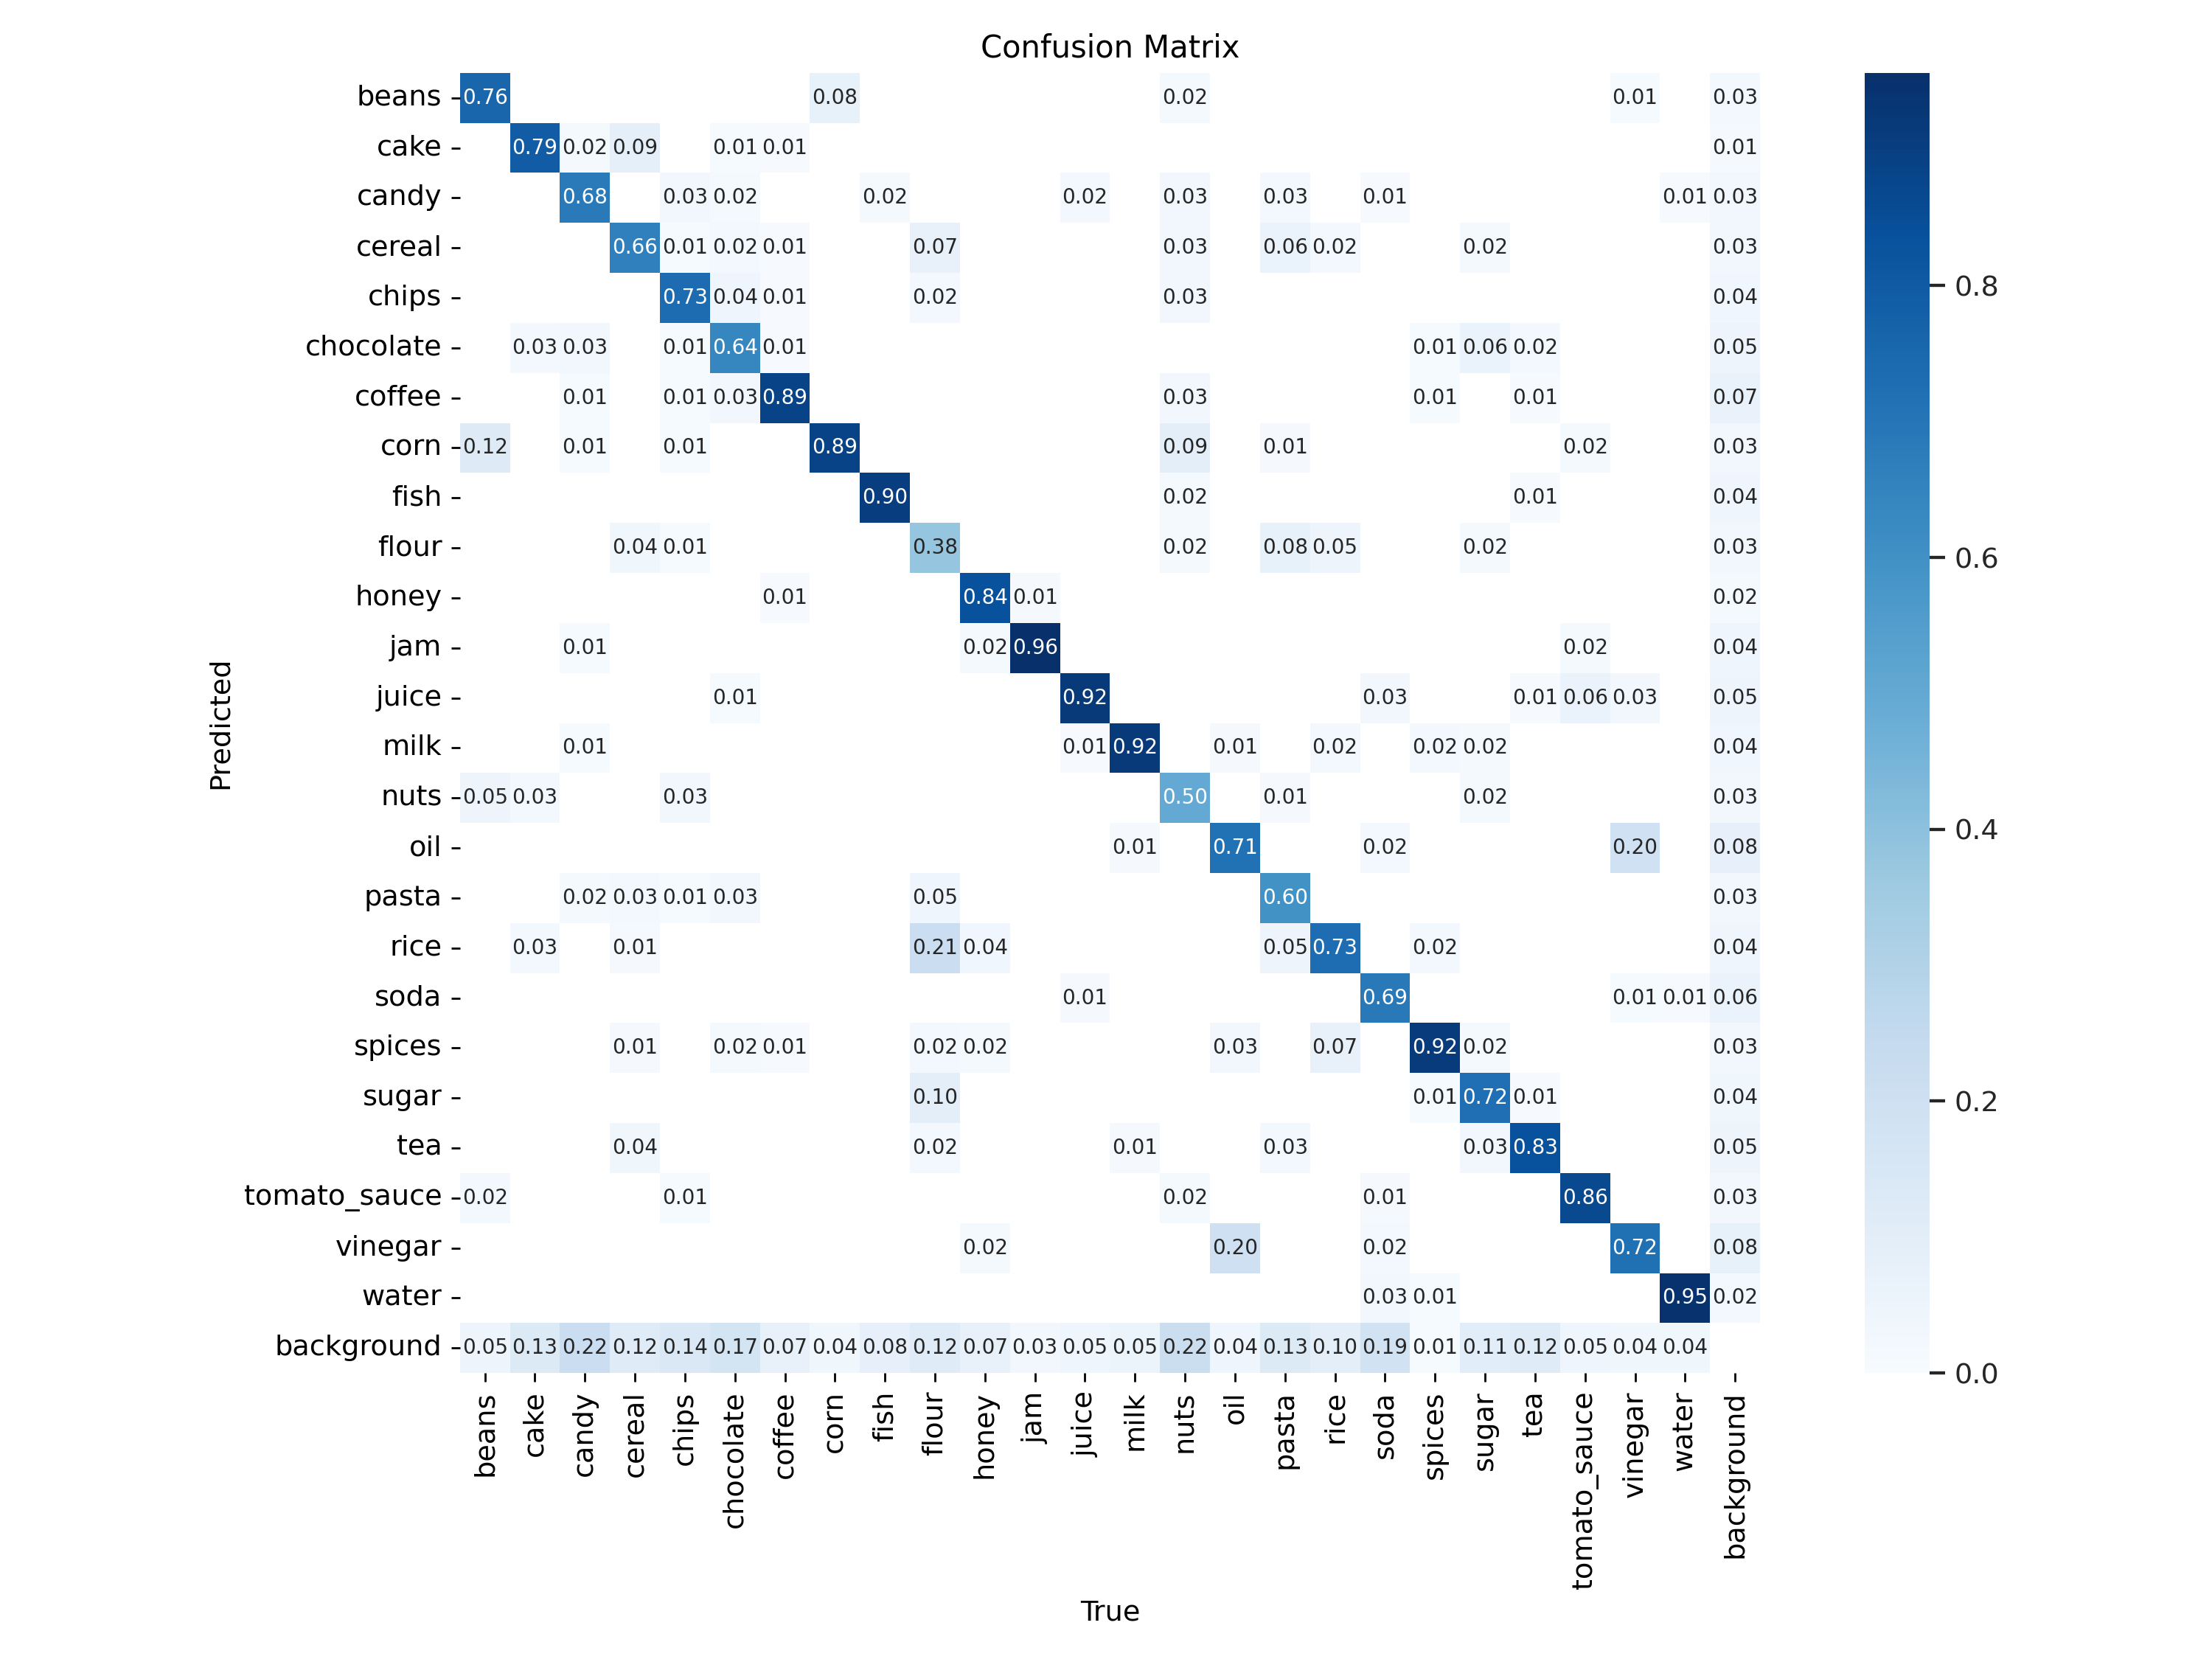 Confusion Matrix
beans 0.76 0.08 0.02 0.01 0.03
cake 0.79 0.02 0.09 0.01 0.01 0.01
candy 0.68 0.03 0.02 0.02 0.02 0.03 0.03 0.01 0.01 0.03
cereal 0.66 0.01 0.02 0.01 0.07 0.03 0.06 0.02 0.02 0.03
chips 0.73 0.04 0.01 0.02 0.03 0.04
chocolate 0.03 0.03 0.01 0.64 0.01 0.01 0.06 0.02 0.05
coffee 0.01 0.01 0.03 0.89 0.03 0.01 0.01 0.07
corn 0.12 0.01 0.01 0.89 0.09 0.01 0.02 0.03
fish 0.90 0.02 0.01 0.04
flour 0.04 0.01 0.38 0.02 0.08 0.05 0.02 0.03
honey 0.01 0.84 0.01 0.02
jam 0.01 0.02 0.96 0.02 0.04
juice 0.01 0.92 0.03 0.01 0.06 0.03 0.05
milk 0.01 0.01 0.92 0.01 0.02 0.02 0.02 0.04
nuts 0.05 0.03 0.03 0.50 0.01 0.02 0.03
oil 0.01 0.71 0.02 0.20 0.08
pasta 0.02 0.03 0.01 0.03 0.05 0.60 0.03
rice 0.03 0.01 0.21 0.04 0.05 0.73 0.02 0.04
soda 0.01 0.69 0.01 0.01 0.06
spices 0.01 0.02 0.01 0.02 0.02 0.03 0.07 0.92 0.02 0.03
sugar 0.10 0.01 0.72 0.01 0.04
tea 0.04 0.02 0.01 0.03 0.03 0.83 0.05
tomato_sauce 0.02 0.01 0.02 0.01 0.86 0.03
vinegar 0.02 0.20 0.02 0.72 0.08
water 0.03 0.01 0.95 0.02
background 0.05 0.13 0.22 0.12 0.14 0.17 0.07 0.04 0.08 0.12 0.07 0.03 0.05 0.05 0.22 0.04 0.13 0.10 0.19 0.01 0.11 0.12 0.05 0.04 0.04
beans cake candy cereal chips chocolate coffee corn fish flour honey jam juice milk nuts oil pasta rice soda spices sugar tea tomato_sauce vinegar water background
True
Predicted
0.8
0.6
0.4
0.2
0.0